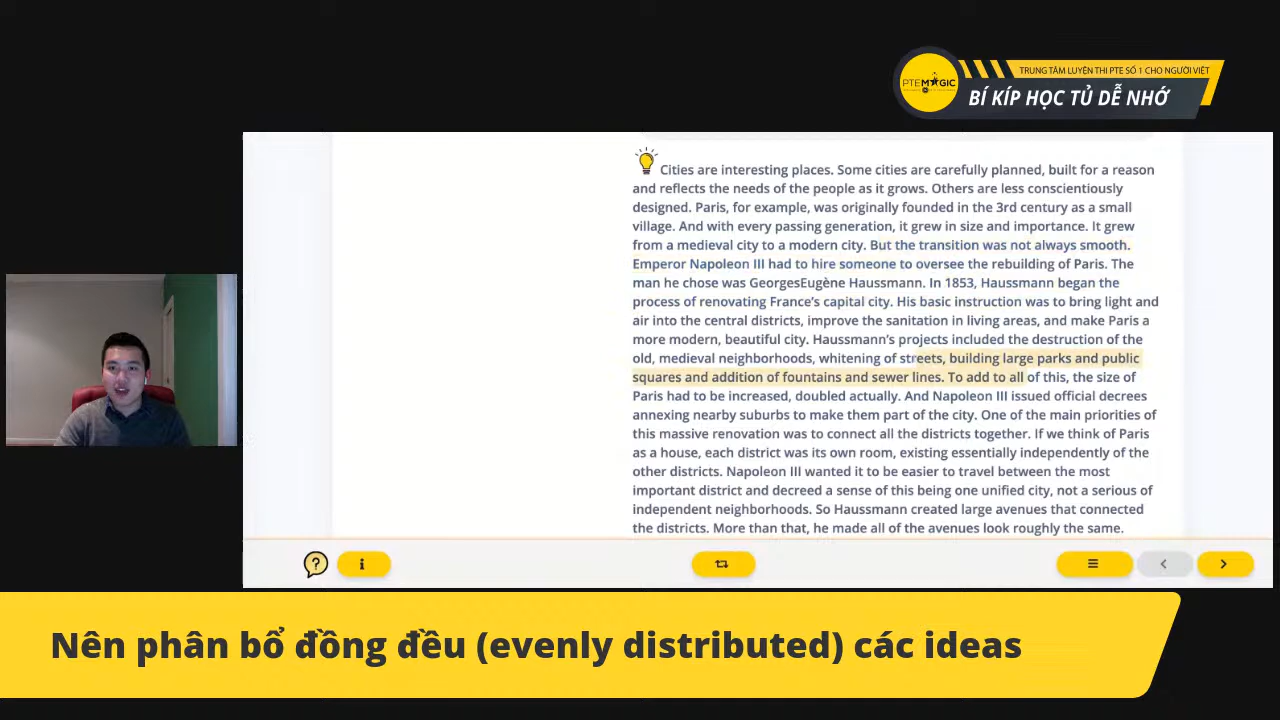 TRUNG TÂM LUYỆN THI PTE SỐ 1 CHO NGƯỜI VIỆT
PTEMAGIC
BÍ KÍP HỌC TỦ DỄ NHỚ
Cities are interesting places. Some cities are carefully planned, built for a reason
and reflects the needs of the people as it grows. Others are less conscientiously
designed. Paris, for example, was originally founded in the 3rd century as a small
village. And with every passing generation, it grew in size and importance. It grew
from a medieval city to a modern city. But the transition was not always smooth.
Emperor Napoleon III had to hire someone to oversee the rebuilding of Paris. The
man he chose was GeorgesEugène Haussmann. In 1853, Haussmann began the
process of renovating France's capital city. His basic instruction was to bring light and
air into the central districts, improve the sanitation in living areas, and make Paris a
more modern, beautiful city. Haussmann's projects included the destruction of the
old, medieval neighborhoods, whitening of streets, building large parks and public
squares and addition of fountains and sewer lines. To add to all of this, the size of
Paris had to be increased, doubled actually. And Napoleon III issued official decrees
annexing nearby suburbs to make them part of the city. One of the main priorities of
this massive renovation was to connect all the districts together. If we think of Paris
as a house, each district was its own room, existing essentially independently of the
other districts. Napoleon III wanted it to be easier to travel between the most
important district and decreed a sense of this being one unified city, not a serious of
independent neighborhoods. So Haussmann created large avenues that connected
the districts. More than that, he made all of the avenues look roughly the same.
Nên phân bổ đồng đều (evenly distributed) các ideas